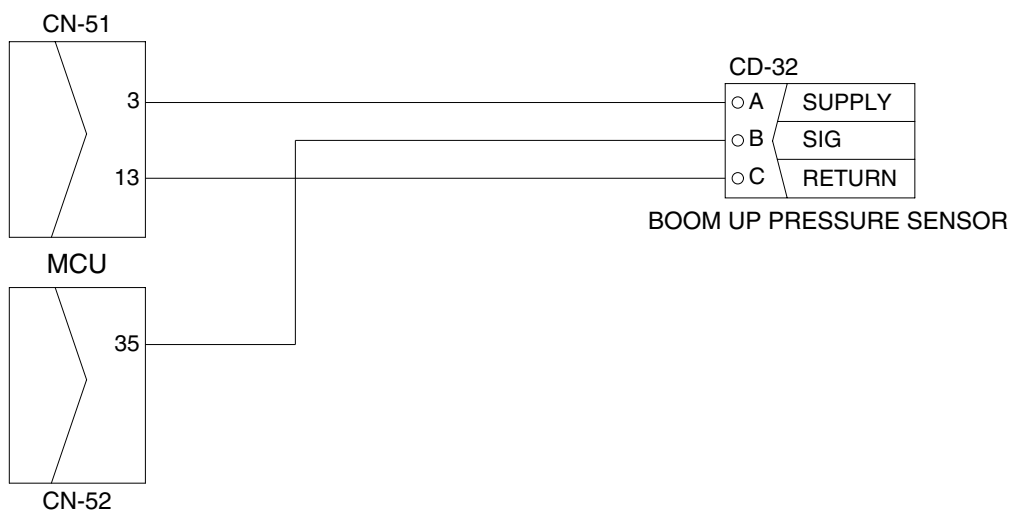 CN-51
3
13
MCU
35
CN-52
CD-32
A SUPPLY
B SIG
C RETURN
BOOM UP PRESSURE SENSOR